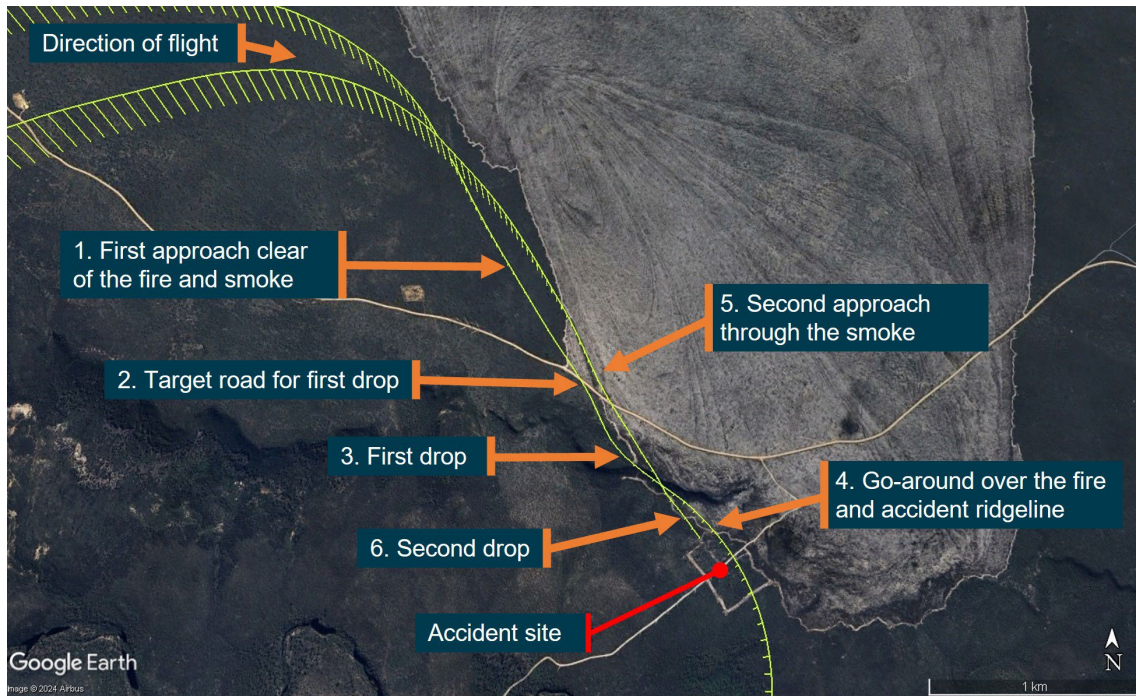 Direction of flight
1. First approach clear
of the fire and smoke
5. Second approach
through the smoke
2. Target road for first drop
3. First drop
4. Go-around over the fire
and accident ridgeline
6. Second drop
Accident site
Google Earth
Image © 2024 Airbus
N
1 km